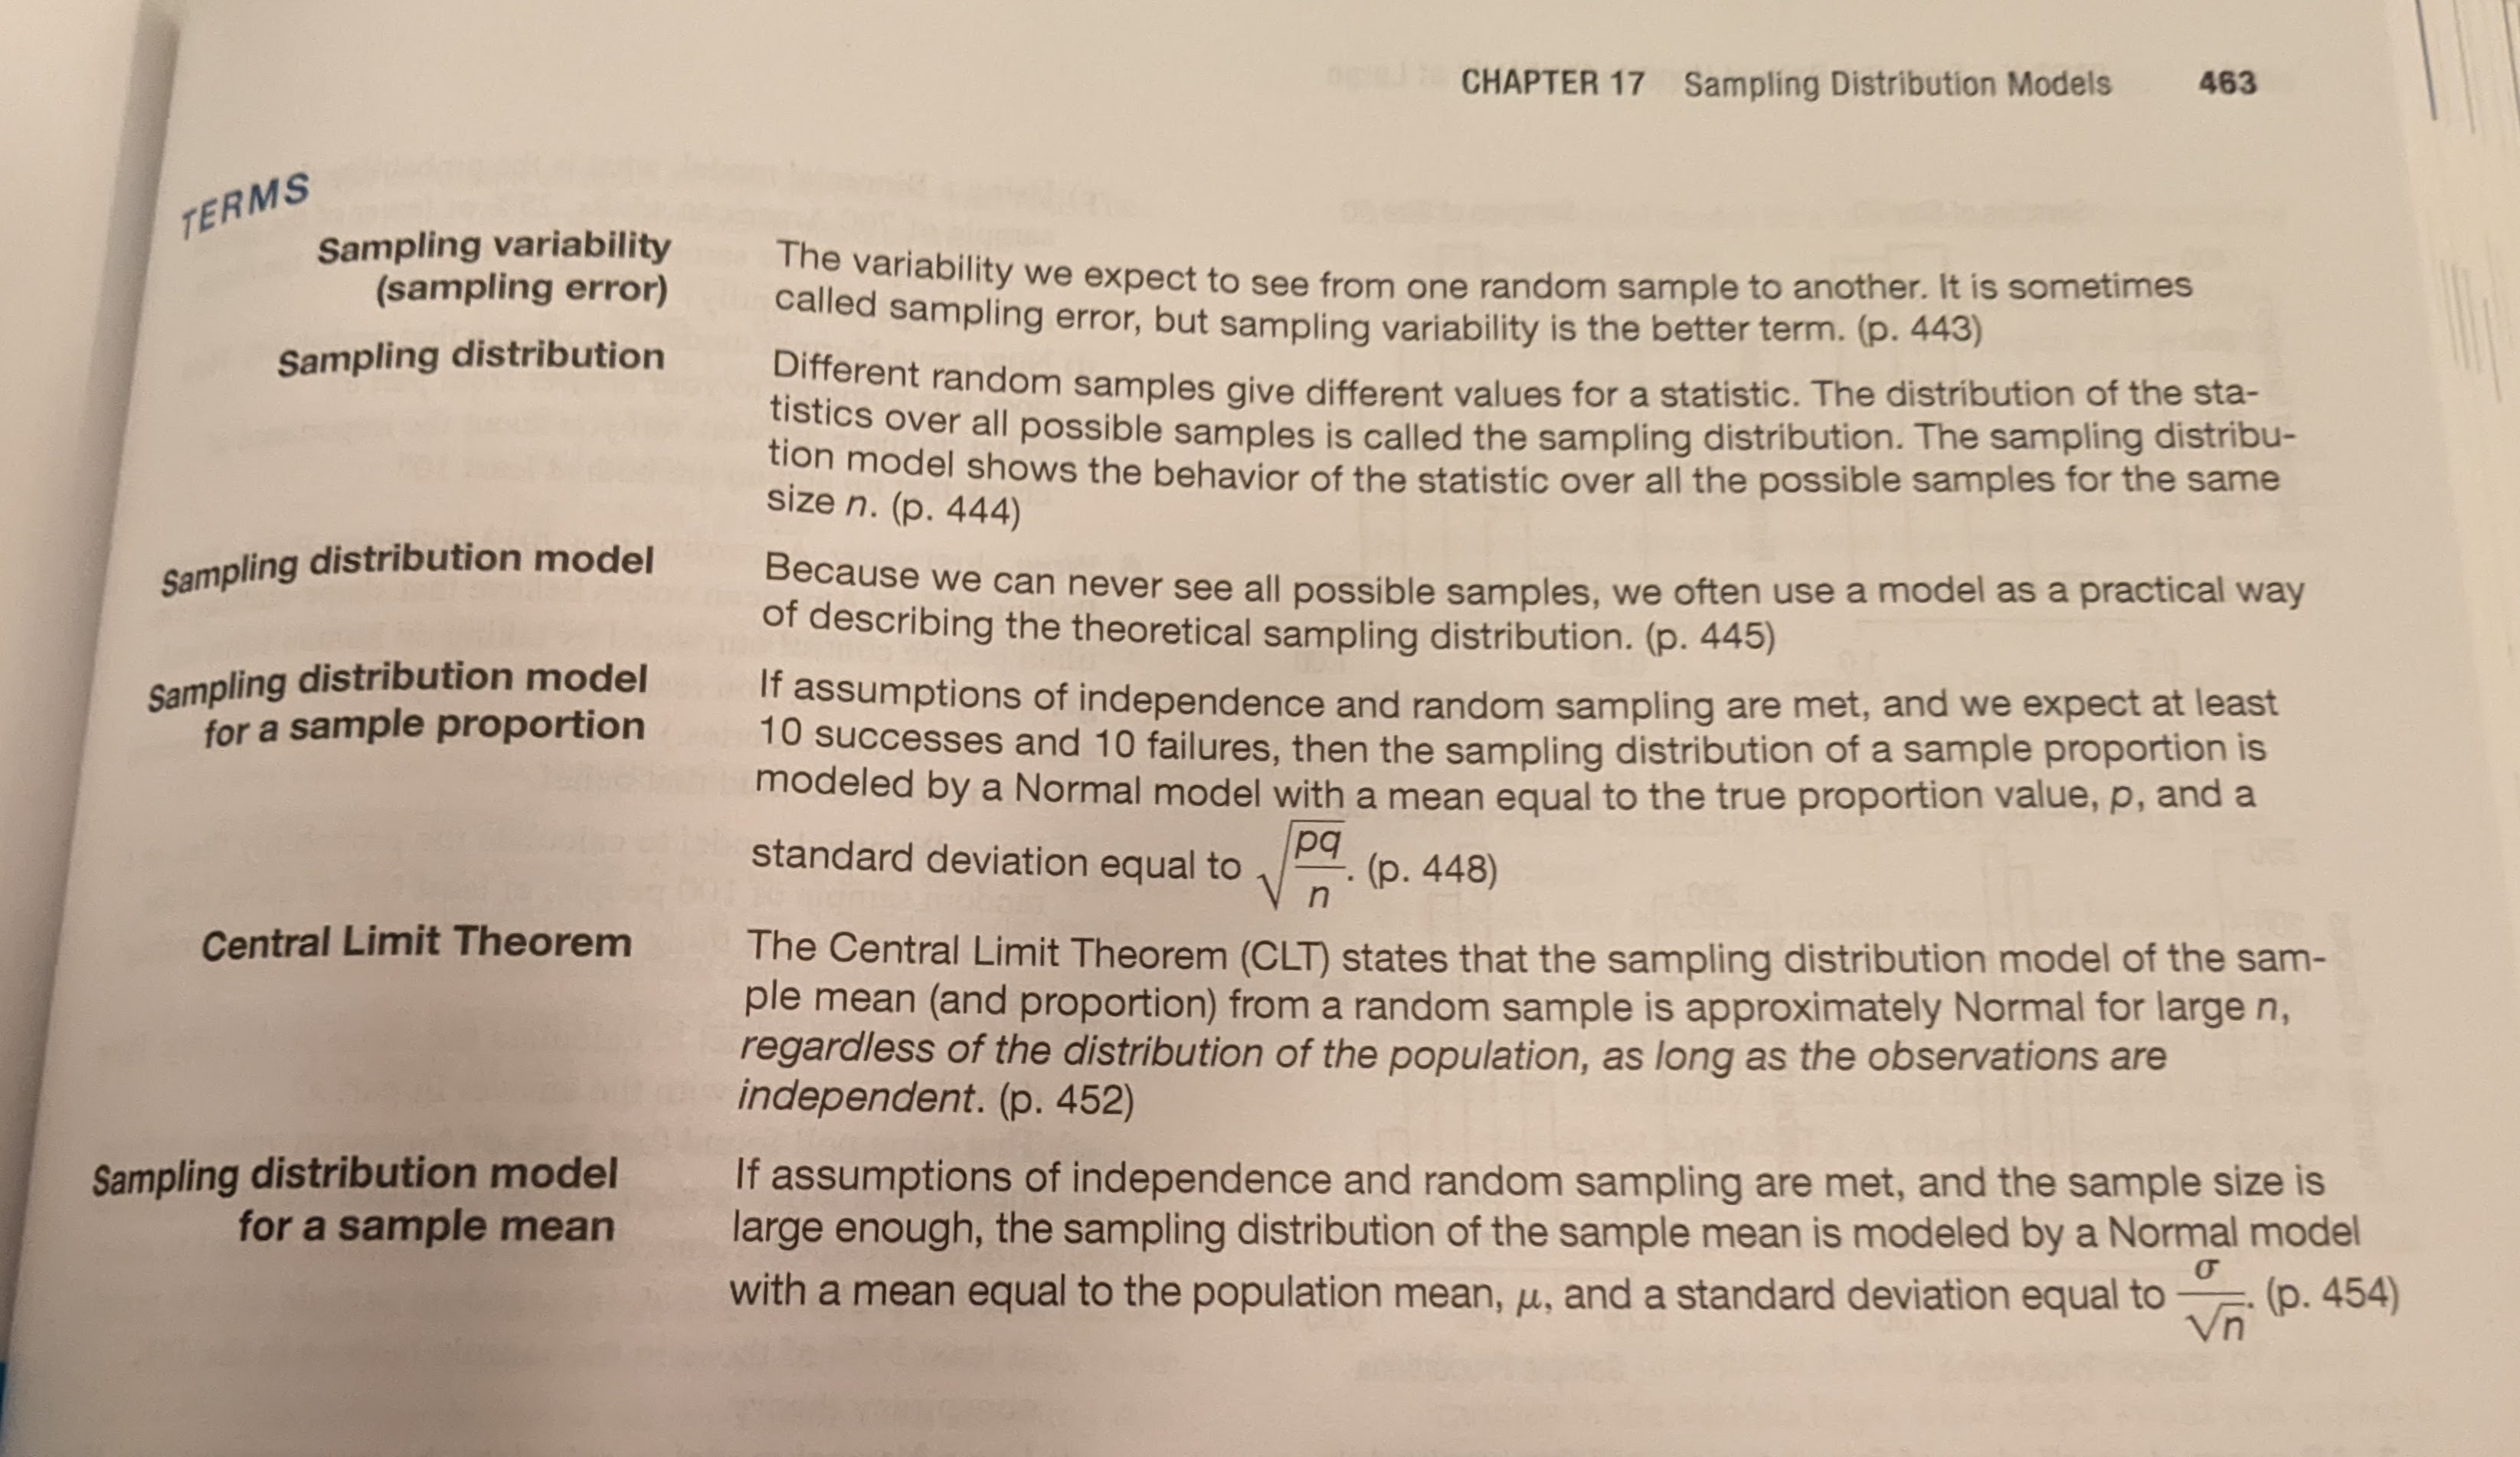 CHAPTER 17 Sampling Distribution Models 463
TERMS
Sampling variability
(sampling error)
The variability we expect to see from one random sample to another. It is sometimes
called sampling error, but sampling variability is the better term. (p. 443)
Sampling distribution
Different random samples give different values for a statistic. The distribution of the sta-
tistics over all possible samples is called the sampling distribution. The sampling distribu-
tion model shows the behavior of the statistic over all the possible samples for the same
size n. (p. 444)
Sampling distribution model
Because we can never see all possible samples, we often use a model as a practical way
of describing the theoretical sampling distribution. (p. 445)
Sampling distribution model
for a sample proportion
If assumptions of independence and random sampling are met, and we expect at least
10 successes and 10 failures, then the sampling distribution of a sample proportion is
modeled by a Normal model with a mean equal to the true proportion value, p, and a
standard deviation equal to √(pq/n). (p. 448)
Central Limit Theorem
The Central Limit Theorem (CLT) states that the sampling distribution model of the sam-
ple mean (and proportion) from a random sample is approximately Normal for large n,
regardless of the distribution of the population, as long as the observations are
independent. (p. 452)
Sampling distribution model
for a sample mean
If assumptions of independence and random sampling are met, and the sample size is
large enough, the sampling distribution of the sample mean is modeled by a Normal model
with a mean equal to the population mean, μ, and a standard deviation equal to σ/√n. (p. 454)